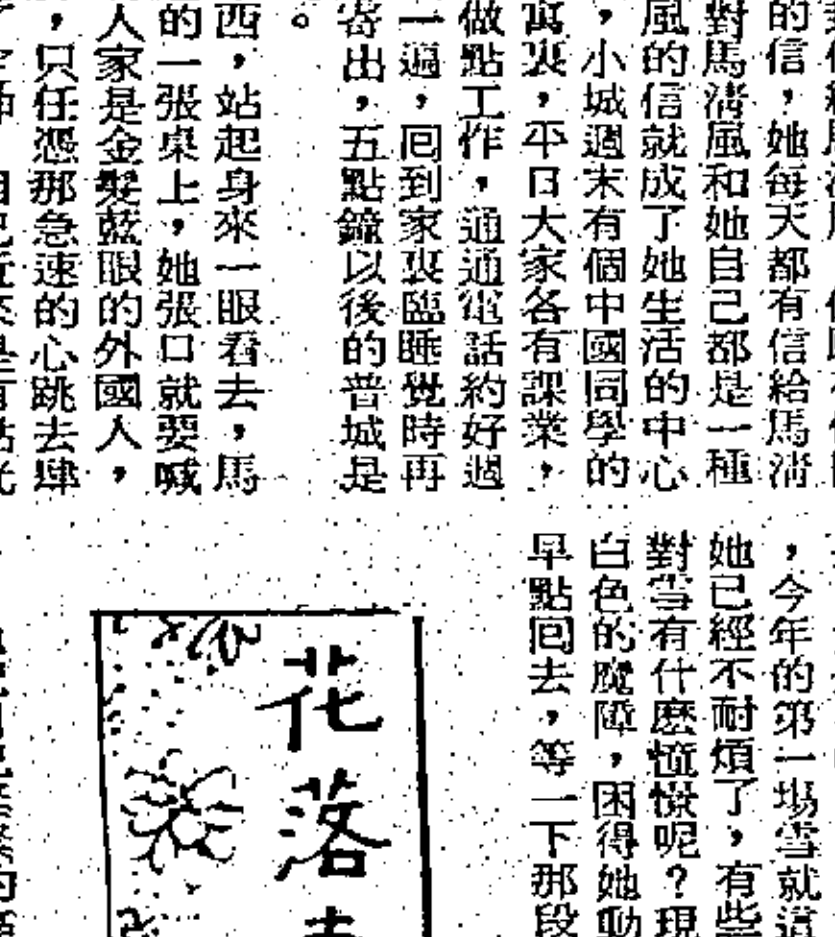 的信，她每天都有信給馬清
對馬清風和她自己都是一種
風的信就成了她生活的中心
，小城週末有個中國同學的
寓裏，平日大家各有課業，
做點工作，通通電話約好週
一遍，回到家裏臨睡覺時再
寄出，五點鐘以後的普城是
。
西，站起身來一眼看去，馬
的一張桌上，她張口就要喊
人家是金髮藍眼的外國人，
，只任憑那急速的心跳去肆
，今年的第一場雪就這
她已經不耐煩了，有些
對雪有什麽憧憬呢？現
白色的魔障，困得她動
早點回去，等一下那段
花落春